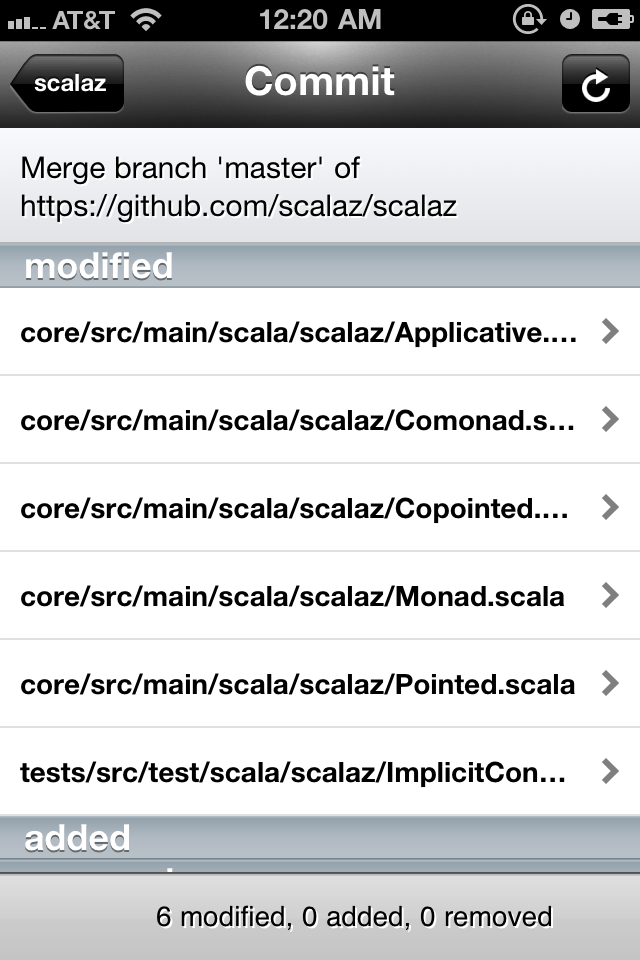 AT&T 12:20 AM
scalaz Commit
Merge branch 'master' of
https://github.com/scalaz/scalaz
modified
core/src/main/scala/scalaz/Applicative....
core/src/main/scala/scalaz/Comonad.s...
core/src/main/scala/scalaz/Copointed....
core/src/main/scala/scalaz/Monad.scala
core/src/main/scala/scalaz/Pointed.scala
tests/src/test/scala/scalaz/ImplicitCon...
added
6 modified, 0 added, 0 removed